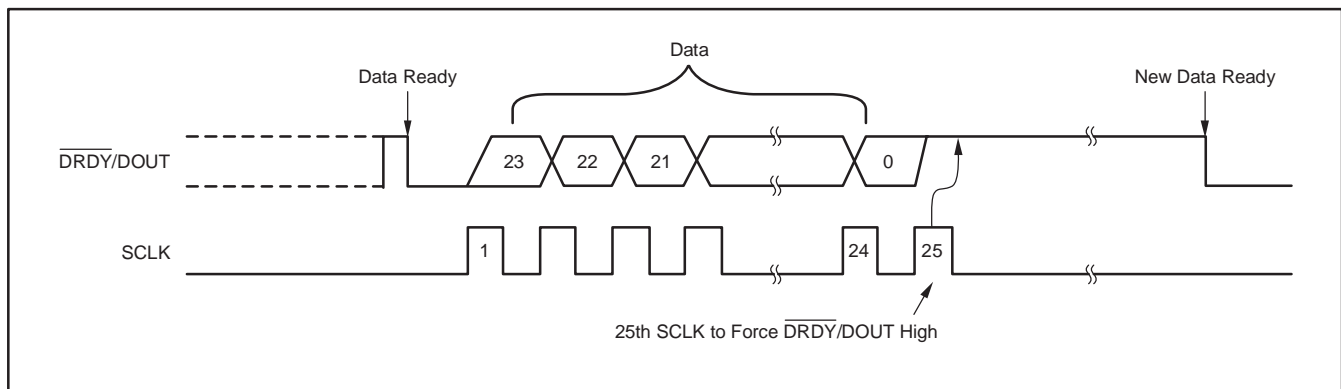 Data
Data Ready
New Data Ready
DRDY/DOUT
23
22
21
0
SCLK
1
24
25
25th SCLK to Force DRDY/DOUT High